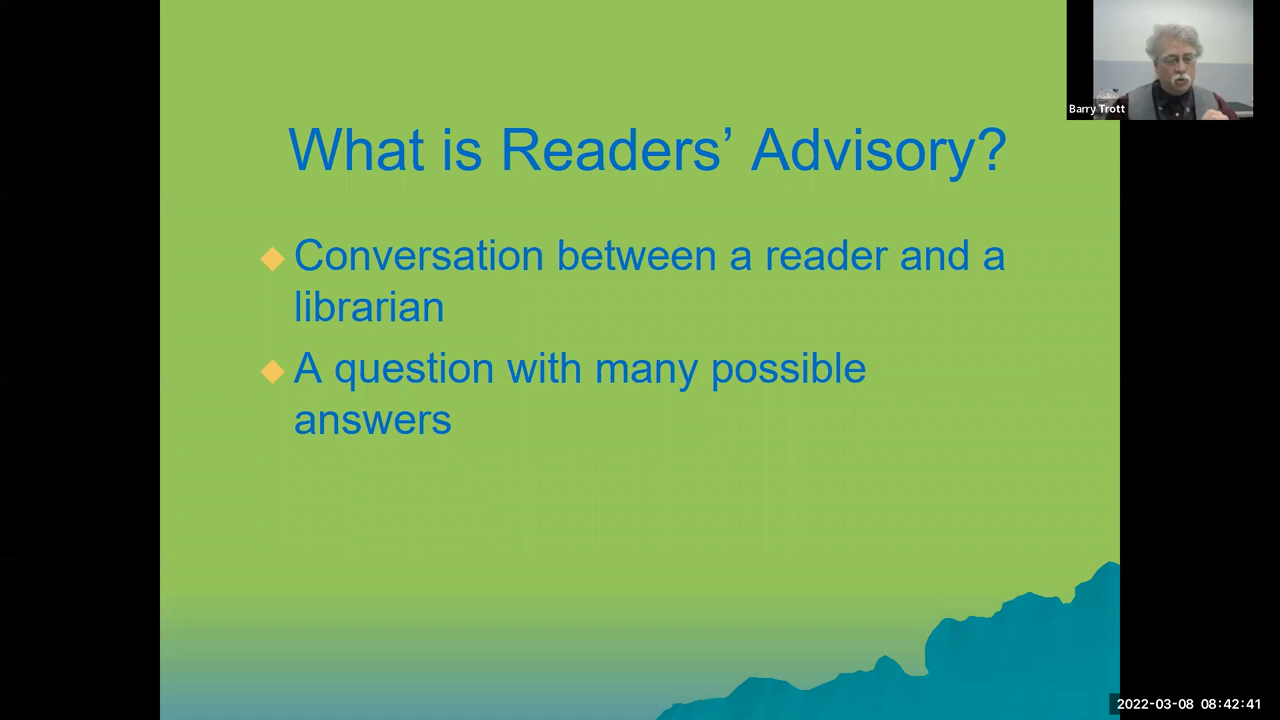 Barry Trott
What is Readers’ Advisory?
Conversation between a reader and a
librarian
A question with many possible
answers
2022-03-08 08:42:41